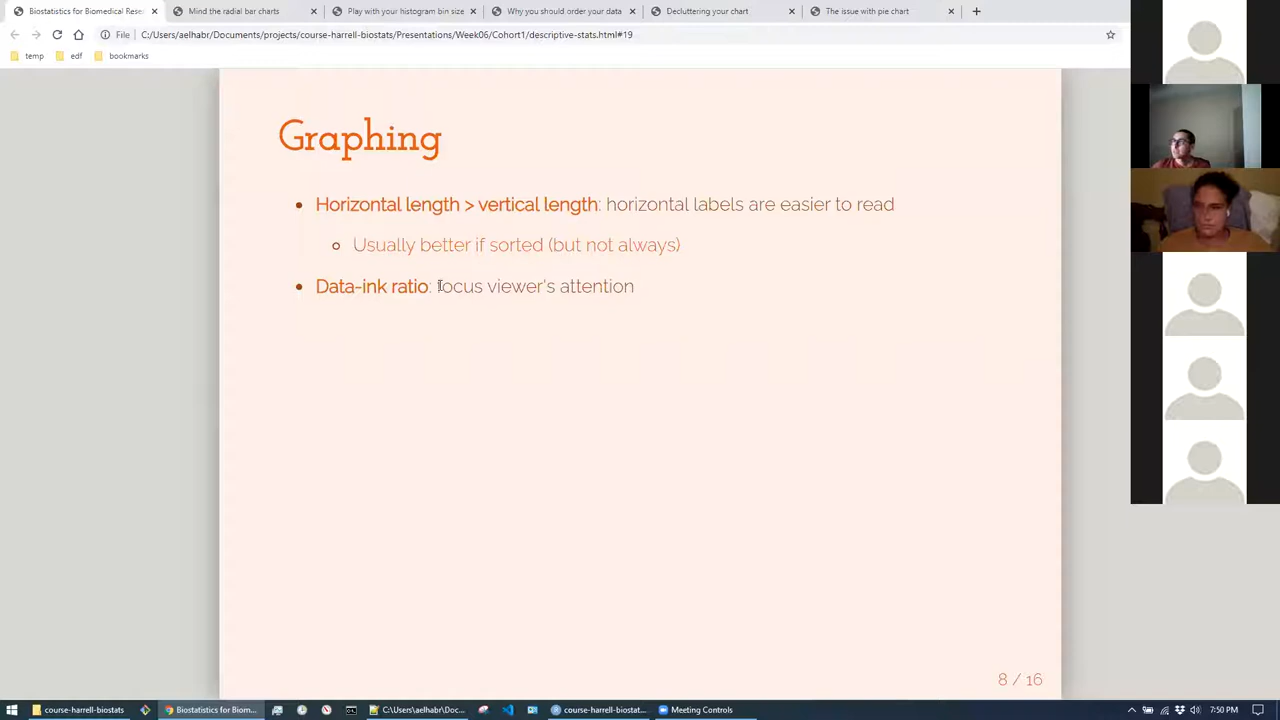 Biostatistics for Biomedical Rese
Mind the radial bar charts
Play with your histogram bin size
Why you should order your data
Decluttering your chart
The issue with pie chart
File
C:/Users/aelhabr/Documents/projects/course-harrell-biostats/Presentations/Week06/Cohort1/descriptive-stats.html#19
temp
edf
bookmarks
Graphing
Horizontal length > vertical length: horizontal labels are easier to read
Usually better if sorted (but not always)
Data-ink ratio: focus viewer's attention
8 / 16
course-harrell-biostats
Biostatistics for Biom...
C:\Users\aelhabr\Doc...
course-harrell-biostat...
Meeting Controls
7:50 PM